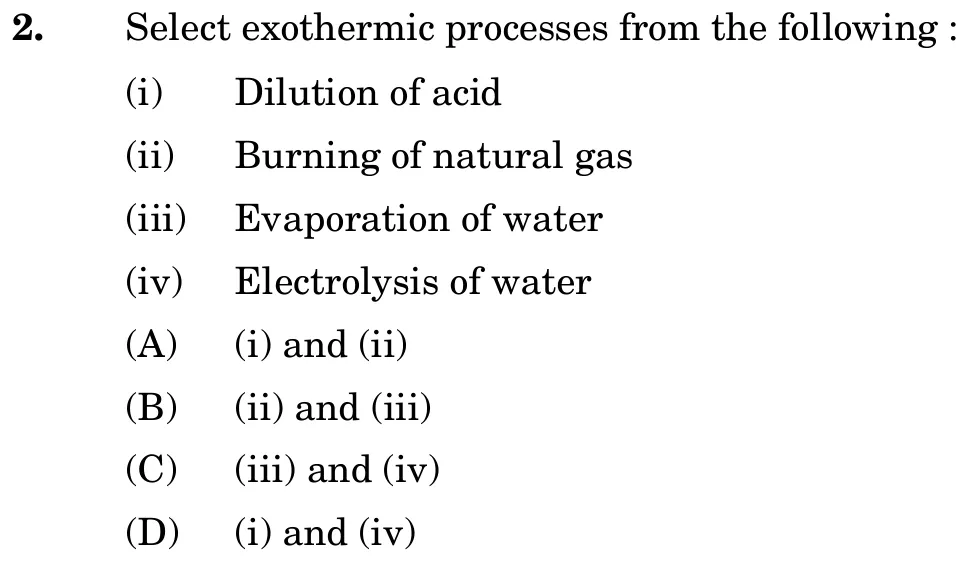 2. Select exothermic processes from the following :
(i) Dilution of acid
(ii) Burning of natural gas
(iii) Evaporation of water
(iv) Electrolysis of water
(A) (i) and (ii)
(B) (ii) and (iii)
(C) (iii) and (iv)
(D) (i) and (iv)